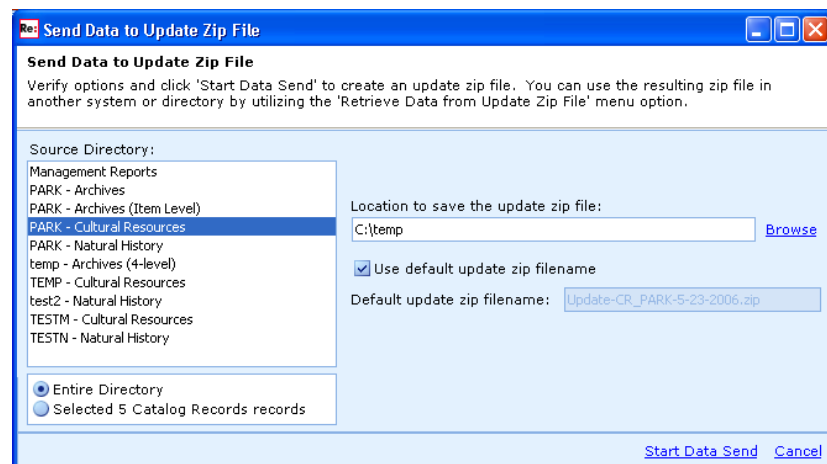 Re: Send Data to Update Zip File
Send Data to Update Zip File
Verify options and click 'Start Data Send' to create an update zip file. You can use the resulting zip file in
another system or directory by utilizing the 'Retrieve Data from Update Zip File' menu option.
Source Directory:
Management Reports
PARK - Archives
PARK - Archives (Item Level)
PARK - Cultural Resources
PARK - Natural History
temp - Archives (4-level)
TEMP - Cultural Resources
test2 - Natural History
TESTM - Cultural Resources
TESTN - Natural History
Entire Directory
Selected 5 Catalog Records records
Location to save the update zip file:
C:\temp
Browse
Use default update zip filename
Default update zip filename:
Update-CR_PARK-5-23-2006.zip
Start Data Send
Cancel